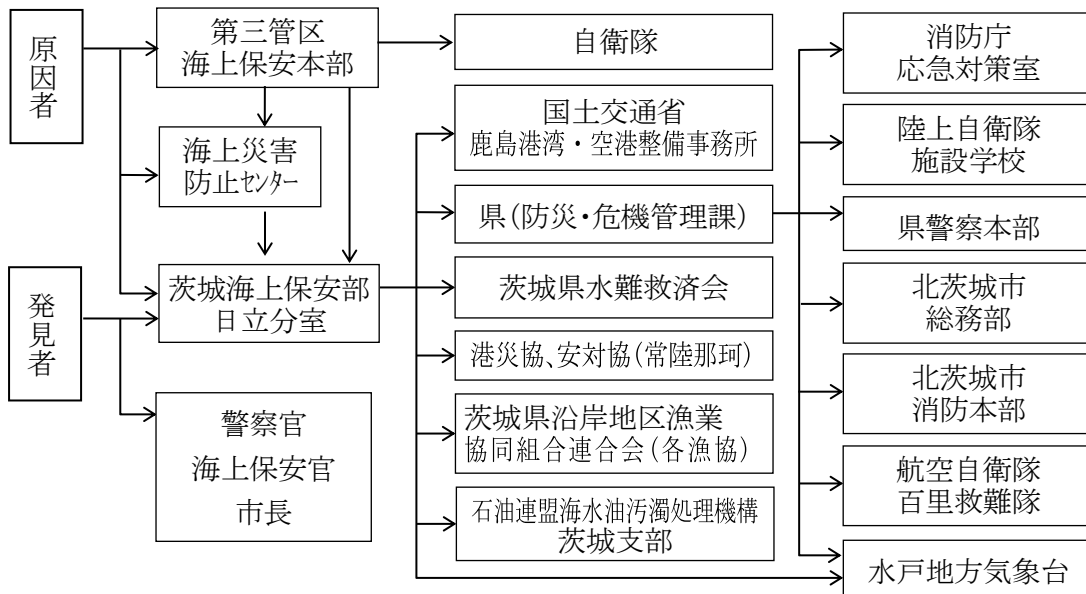 原因者
第三管区
海上保安本部
海上災害
防止センター
茨城海上保安部
日立分室
発見者
警察官
海上保安官
市長
自衛隊
国土交通省
鹿島港湾・空港整備事務所
県(防災・危機管理課)
茨城県水難救済会
港災協、安対協(常陸那珂)
茨城県沿岸地区漁業
協同組合連合会(各漁協)
石油連盟海水油汚濁処理機構
茨城支部
消防庁
応急対策室
陸上自衛隊
施設学校
県警察本部
北茨城市
総務部
北茨城市
消防本部
航空自衛隊
百里救難隊
水戸地方気象台